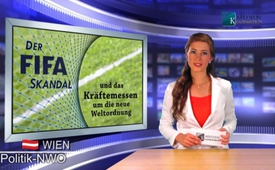 DER
FIFA
SKANDAL
und das
Kräftemessen
um die neue
Weltordnung
WIEN
Politik-NWO